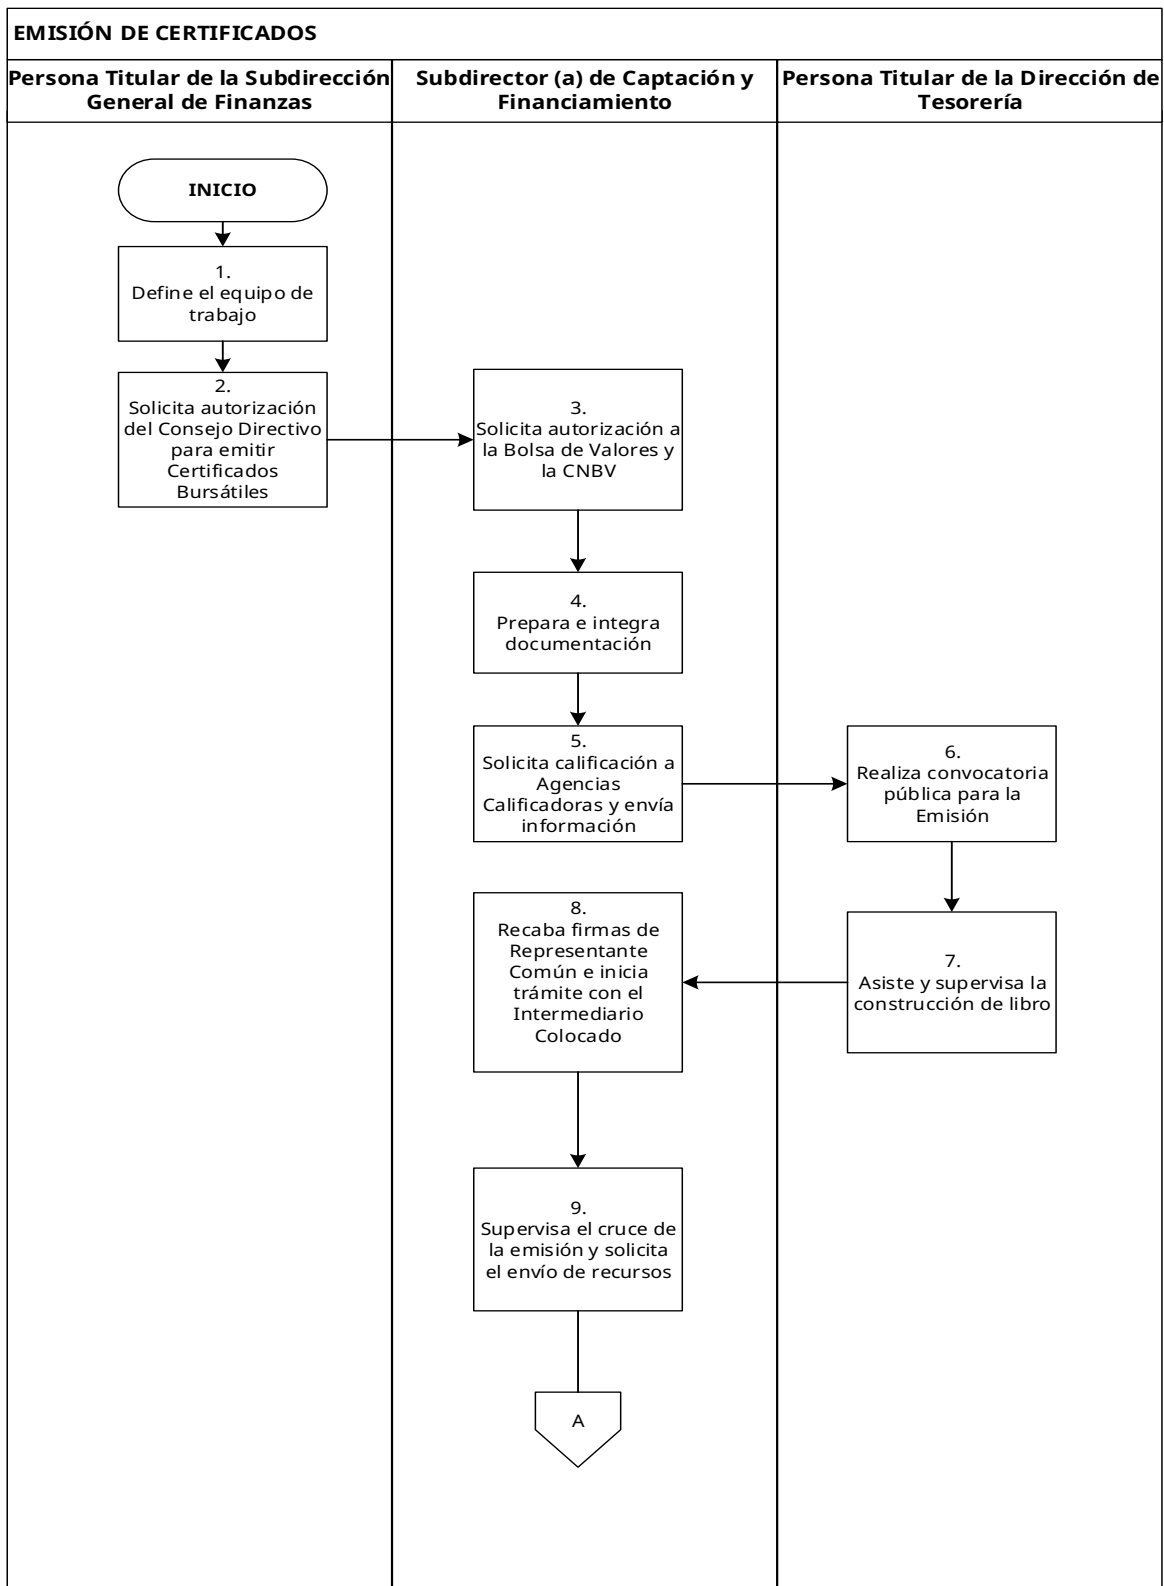 EMISIÓN DE CERTIFICADOS
Persona Titular de la Subdirección
General de Finanzas
Subdirector (a) de Captación y
Financiamiento
Persona Titular de la Dirección de
Tesorería
INICIO
1.
Define el equipo de
trabajo
2.
Solicita autorización
del Consejo Directivo
para emitir
Certificados
Bursátiles
3.
Solicita autorización a
la Bolsa de Valores y
la CNBV
4.
Prepara e integra
documentación
5.
Solicita calificación a
Agencias
Calificadoras y envía
información
6.
Realiza convocatoria
pública para la
Emisión
7.
Asiste y supervisa la
construcción de libro
8.
Recaba firmas de
Representante
Común e inicia
trámite con el
Intermediario
Colocado
9.
Supervisa el cruce de
la emisión y solicita
el envío de recursos
A